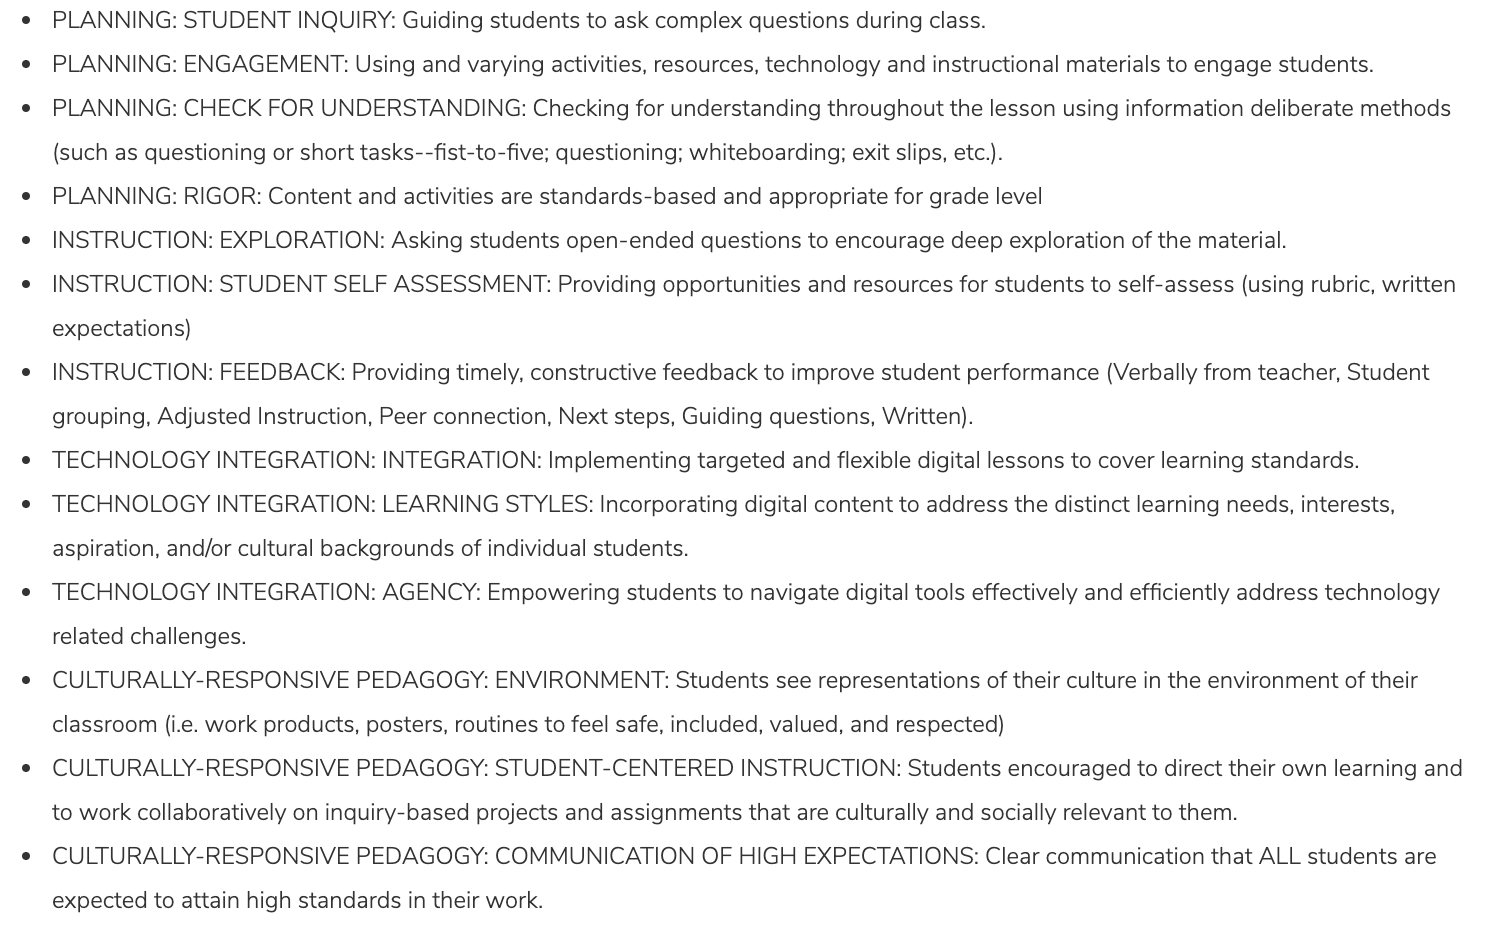 • PLANNING: STUDENT INQUIRY: Guiding students to ask complex questions during class.
• PLANNING: ENGAGEMENT: Using and varying activities, resources, technology and instructional materials to engage students.
• PLANNING: CHECK FOR UNDERSTANDING: Checking for understanding throughout the lesson using information deliberate methods
(such as questioning or short tasks--fist-to-five; questioning; whiteboarding; exit slips, etc.).
• PLANNING: RIGOR: Content and activities are standards-based and appropriate for grade level
• INSTRUCTION: EXPLORATION: Asking students open-ended questions to encourage deep exploration of the material.
• INSTRUCTION: STUDENT SELF ASSESSMENT: Providing opportunities and resources for students to self-assess (using rubric, written
expectations)
• INSTRUCTION: FEEDBACK: Providing timely, constructive feedback to improve student performance (Verbally from teacher, Student
grouping, Adjusted Instruction, Peer connection, Next steps, Guiding questions, Written).
• TECHNOLOGY INTEGRATION: INTEGRATION: Implementing targeted and flexible digital lessons to cover learning standards.
• TECHNOLOGY INTEGRATION: LEARNING STYLES: Incorporating digital content to address the distinct learning needs, interests,
aspiration, and/or cultural backgrounds of individual students.
• TECHNOLOGY INTEGRATION: AGENCY: Empowering students to navigate digital tools effectively and efficiently address technology
related challenges.
• CULTURALLY-RESPONSIVE PEDAGOGY: ENVIRONMENT: Students see representations of their culture in the environment of their
classroom (i.e. work products, posters, routines to feel safe, included, valued, and respected)
• CULTURALLY-RESPONSIVE PEDAGOGY: STUDENT-CENTERED INSTRUCTION: Students encouraged to direct their own learning and
to work collaboratively on inquiry-based projects and assignments that are culturally and socially relevant to them.
• CULTURALLY-RESPONSIVE PEDAGOGY: COMMUNICATION OF HIGH EXPECTATIONS: Clear communication that ALL students are
expected to attain high standards in their work.